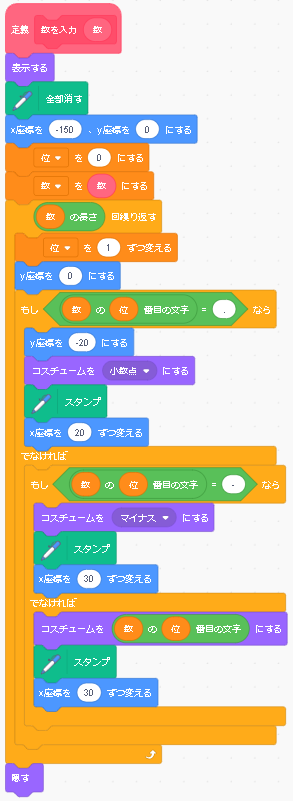 定義 数を入力 数
表示する
全部消す
x座標を -150 、y座標を 0 にする
位 を 0 にする
数 を 数 にする
数 の長さ 回繰り返す
位 を 1 ずつ変える
y座標を 0 にする
もし 数 の 位 番目の文字 = . なら
y座標を -20 にする
コスチュームを 小数点 にする
スタンプ
x座標を 20 ずつ変える
でなければ
もし 数 の 位 番目の文字 = - なら
コスチュームを マイナス にする
スタンプ
x座標を 30 ずつ変える
でなければ
コスチュームを 数 の 位 番目の文字 にする
スタンプ
x座標を 30 ずつ変える
隠す